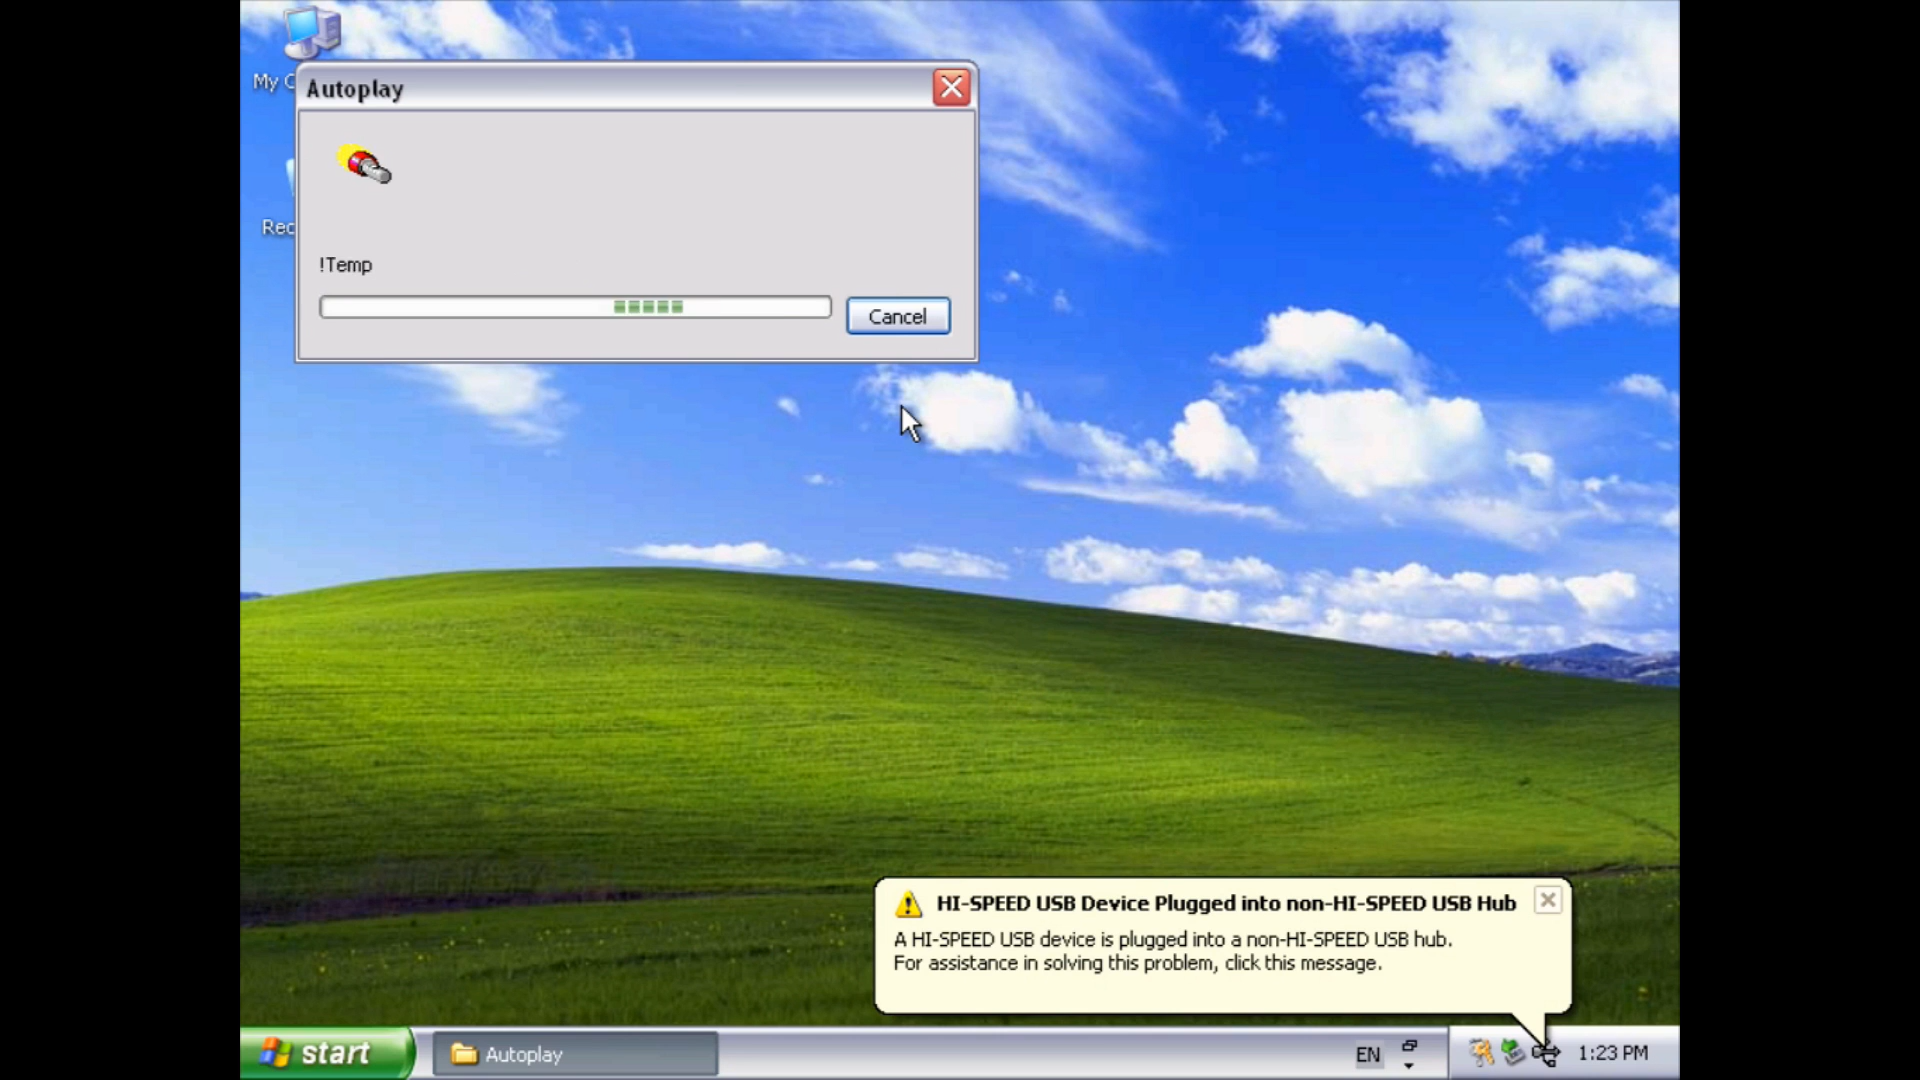 My C
Autoplay
Rec
!Temp
Cancel
HI-SPEED USB Device Plugged into non-HI-SPEED USB Hub
A HI-SPEED USB device is plugged into a non-HI-SPEED USB hub.
For assistance in solving this problem, click this message.
start
Autoplay
EN
1:23 PM